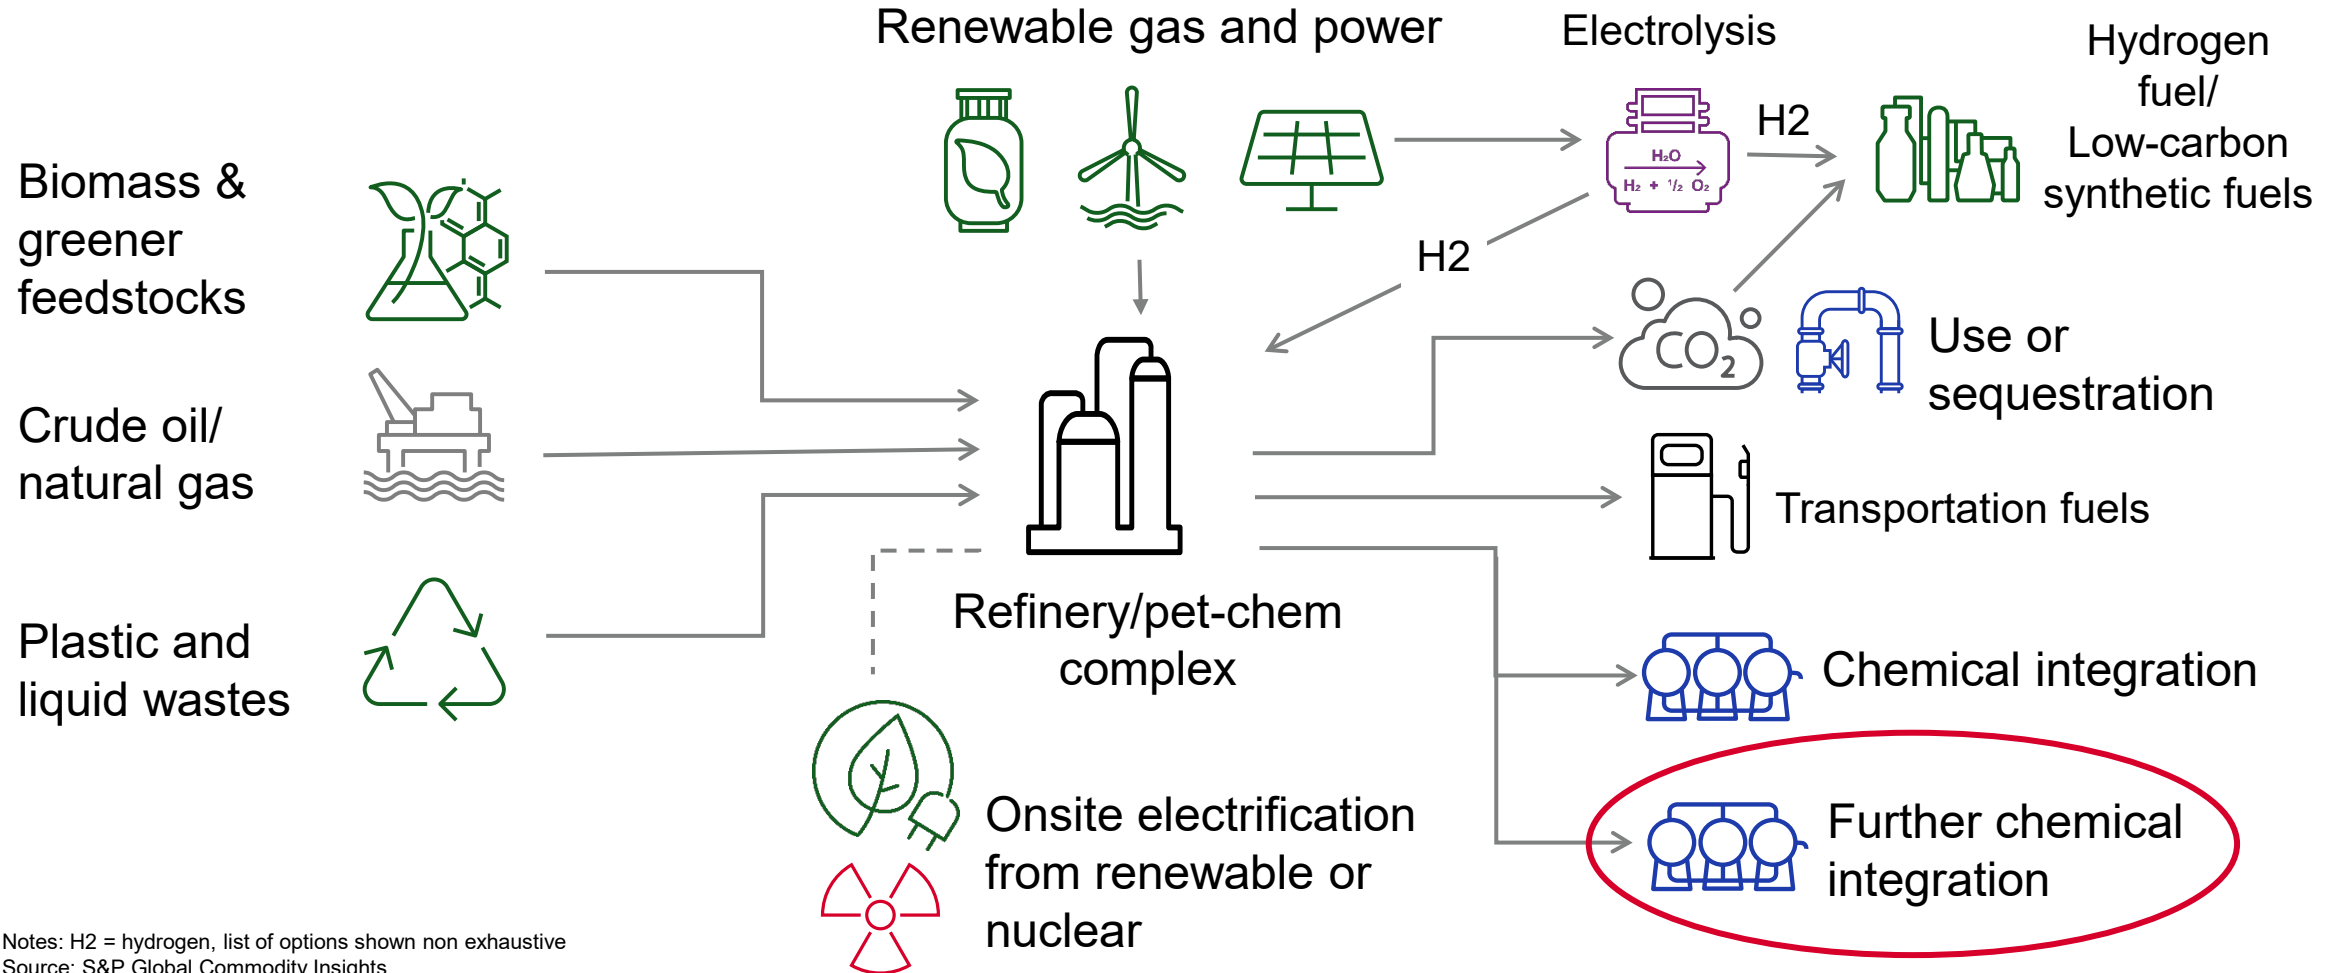 Renewable gas and power
Electrolysis
Hydrogen
fuel/
Low-carbon
synthetic fuels
H2
H₂O
H₂ + ¹/₂ O₂
H2
Biomass &
greener
feedstocks
CO₂
Use or
sequestration
Crude oil/
natural gas
Transportation fuels
Refinery/pet-chem
complex
Plastic and
liquid wastes
Chemical integration
Onsite electrification
from renewable or
nuclear
Further chemical
integration
Notes: H2 = hydrogen, list of options shown non exhaustive
Source: S&P Global Commodity Insights